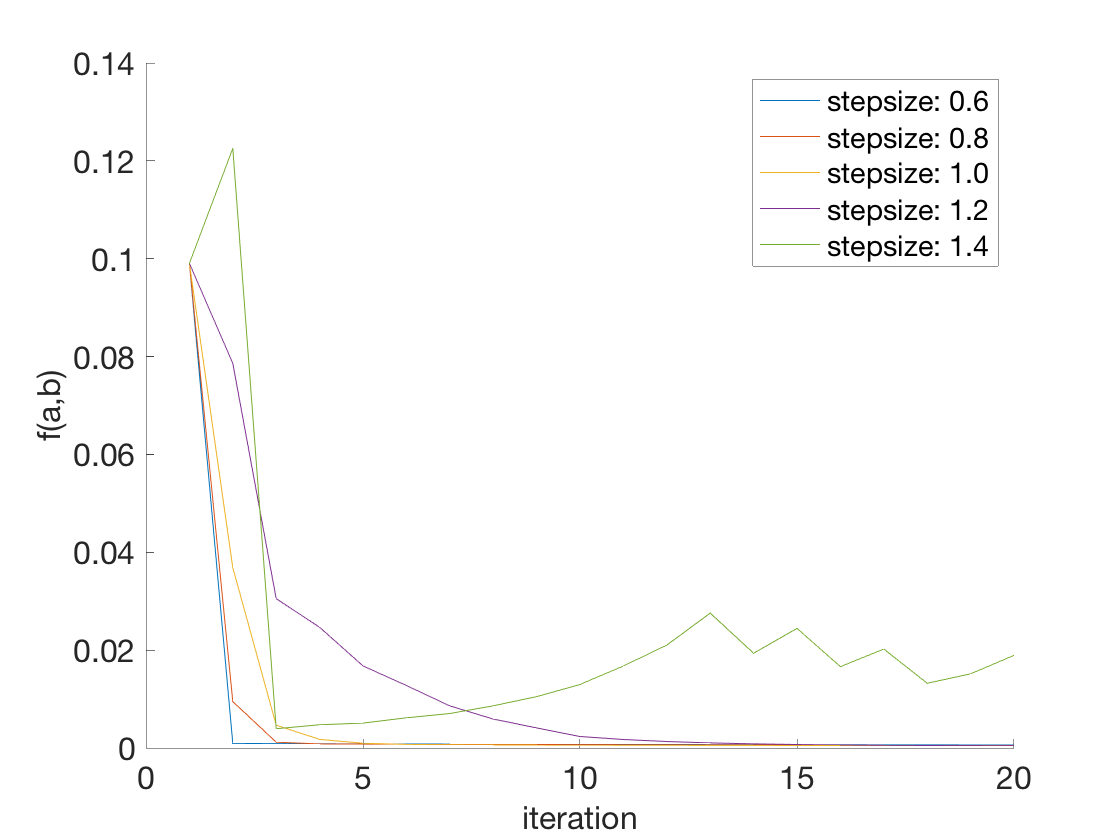 0.14
0.12
0.1
0.08
0.06
0.04
0.02
0
f(a,b)
stepsize: 0.6
stepsize: 0.8
stepsize: 1.0
stepsize: 1.2
stepsize: 1.4
0 5 10 15 20
iteration